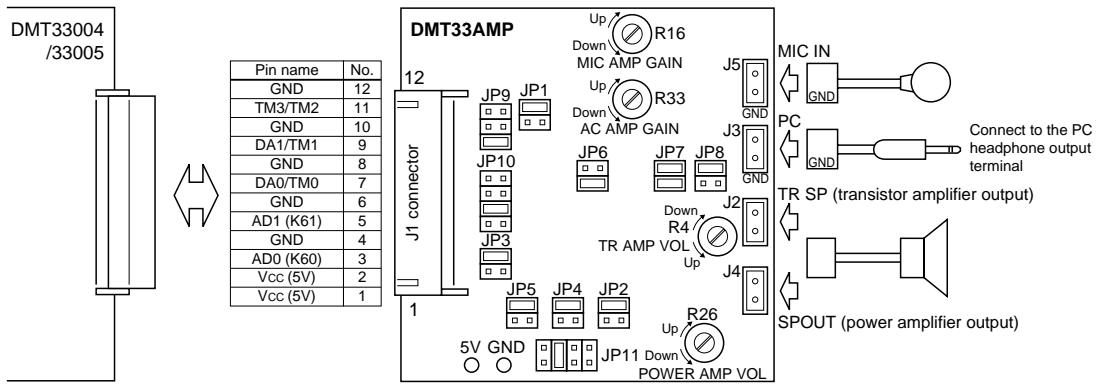 DMT33004
/33005
Pin name No.
GND 12
TM3/TM2 11
GND 10
DA1/TM1 9
GND 8
DA0/TM0 7
GND 6
AD1 (K61) 5
GND 4
AD0 (K60) 3
VCC (5V) 2
VCC (5V) 1
DMT33AMP
12
J1 connector
1
JP9
JP1
JP10
JP3
JP5
JP4
JP2
5V GND
JP11
Up
Down
R16
MIC AMP GAIN
Up
Down
R33
AC AMP GAIN
JP6
JP7
JP8
Down
R4
TR AMP VOL
Up
R26
Up
Down
POWER AMP VOL
J5
GND
J3
GND
J2
J4
MIC IN
GND
PC
GND
Connect to the PC
headphone output
terminal
TR SP (transistor amplifier output)
SPOUT (power amplifier output)